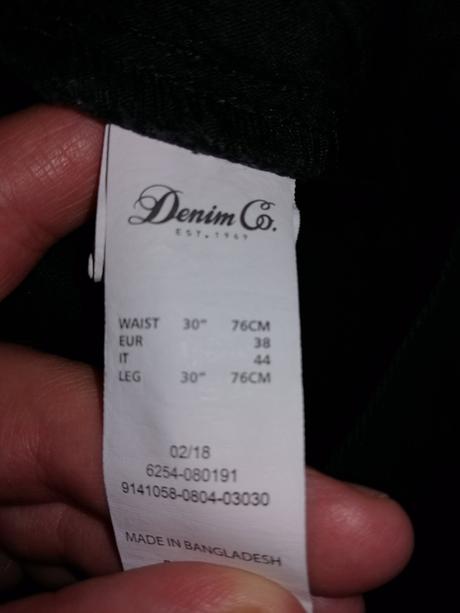 Denim Co.
EST. 1969
WAIST 30" 76CM
EUR 38
IT 44
LEG 30" 76CM
02/18
6254-080191
9141058-0804-03030
MADE IN BANGLADESH